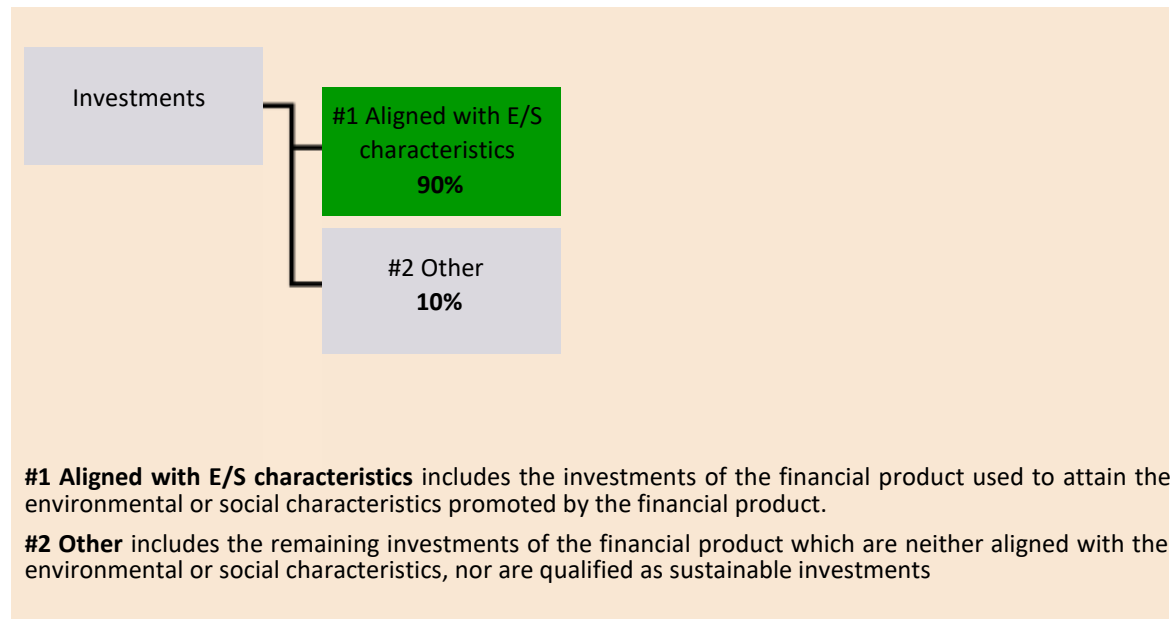 Investments
#1 Aligned with E/S
characteristics
90%
#2 Other
10%
#1 Aligned with E/S characteristics includes the investments of the financial product used to attain the
environmental or social characteristics promoted by the financial product.
#2 Other includes the remaining investments of the financial product which are neither aligned with the
environmental or social characteristics, nor are qualified as sustainable investments